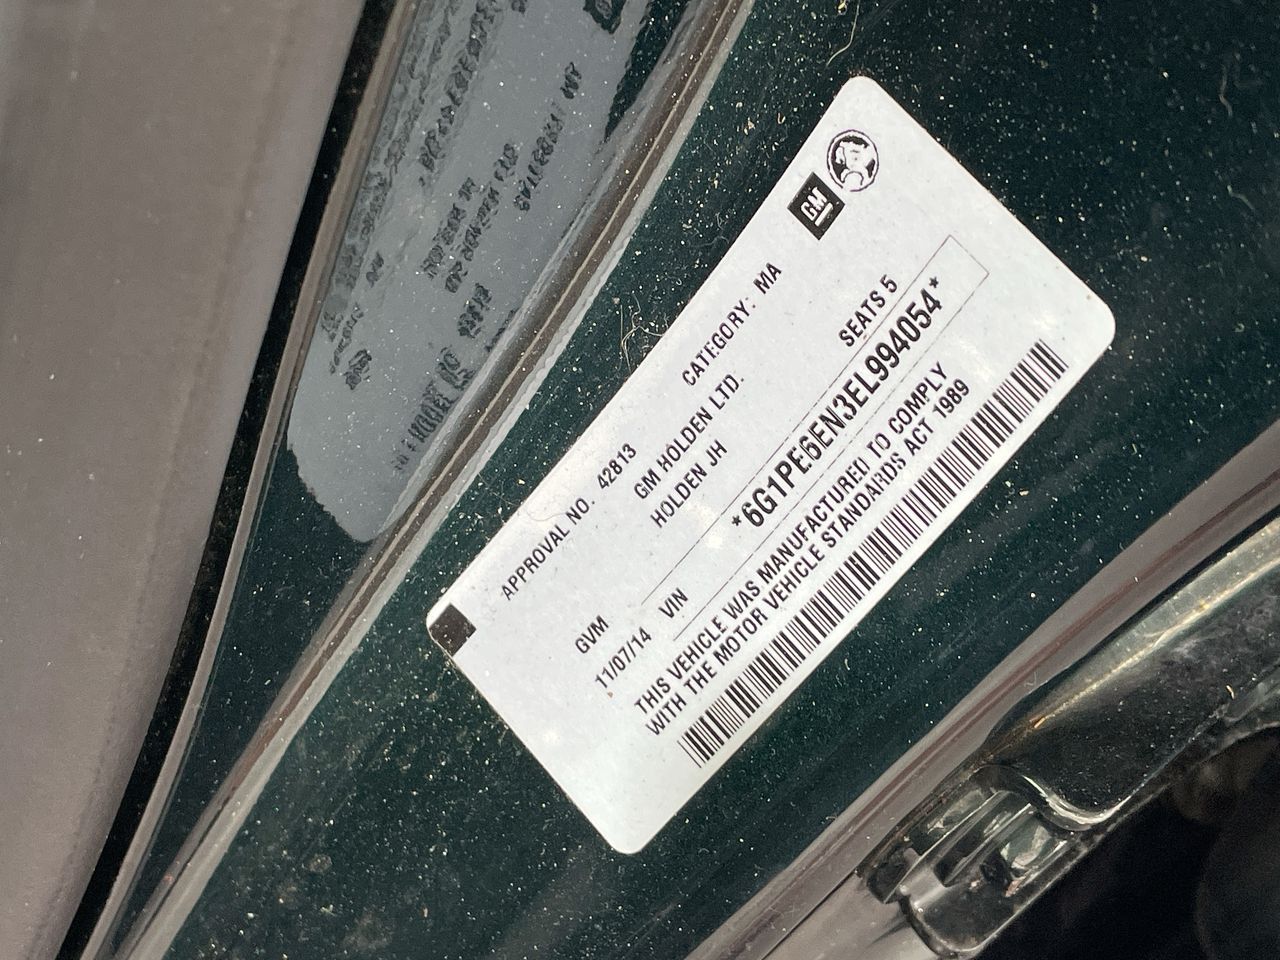 GM
APPROVAL NO. 42813 CATEGORY: MA
GM HOLDEN LTD.
HOLDEN JH
GVM SEATS 5
11/07/14 VIN *6G1PE6EN3EL994054*
THIS VEHICLE WAS MANUFACTURED TO COMPLY
WITH THE MOTOR VEHICLE STANDARDS ACT 1989